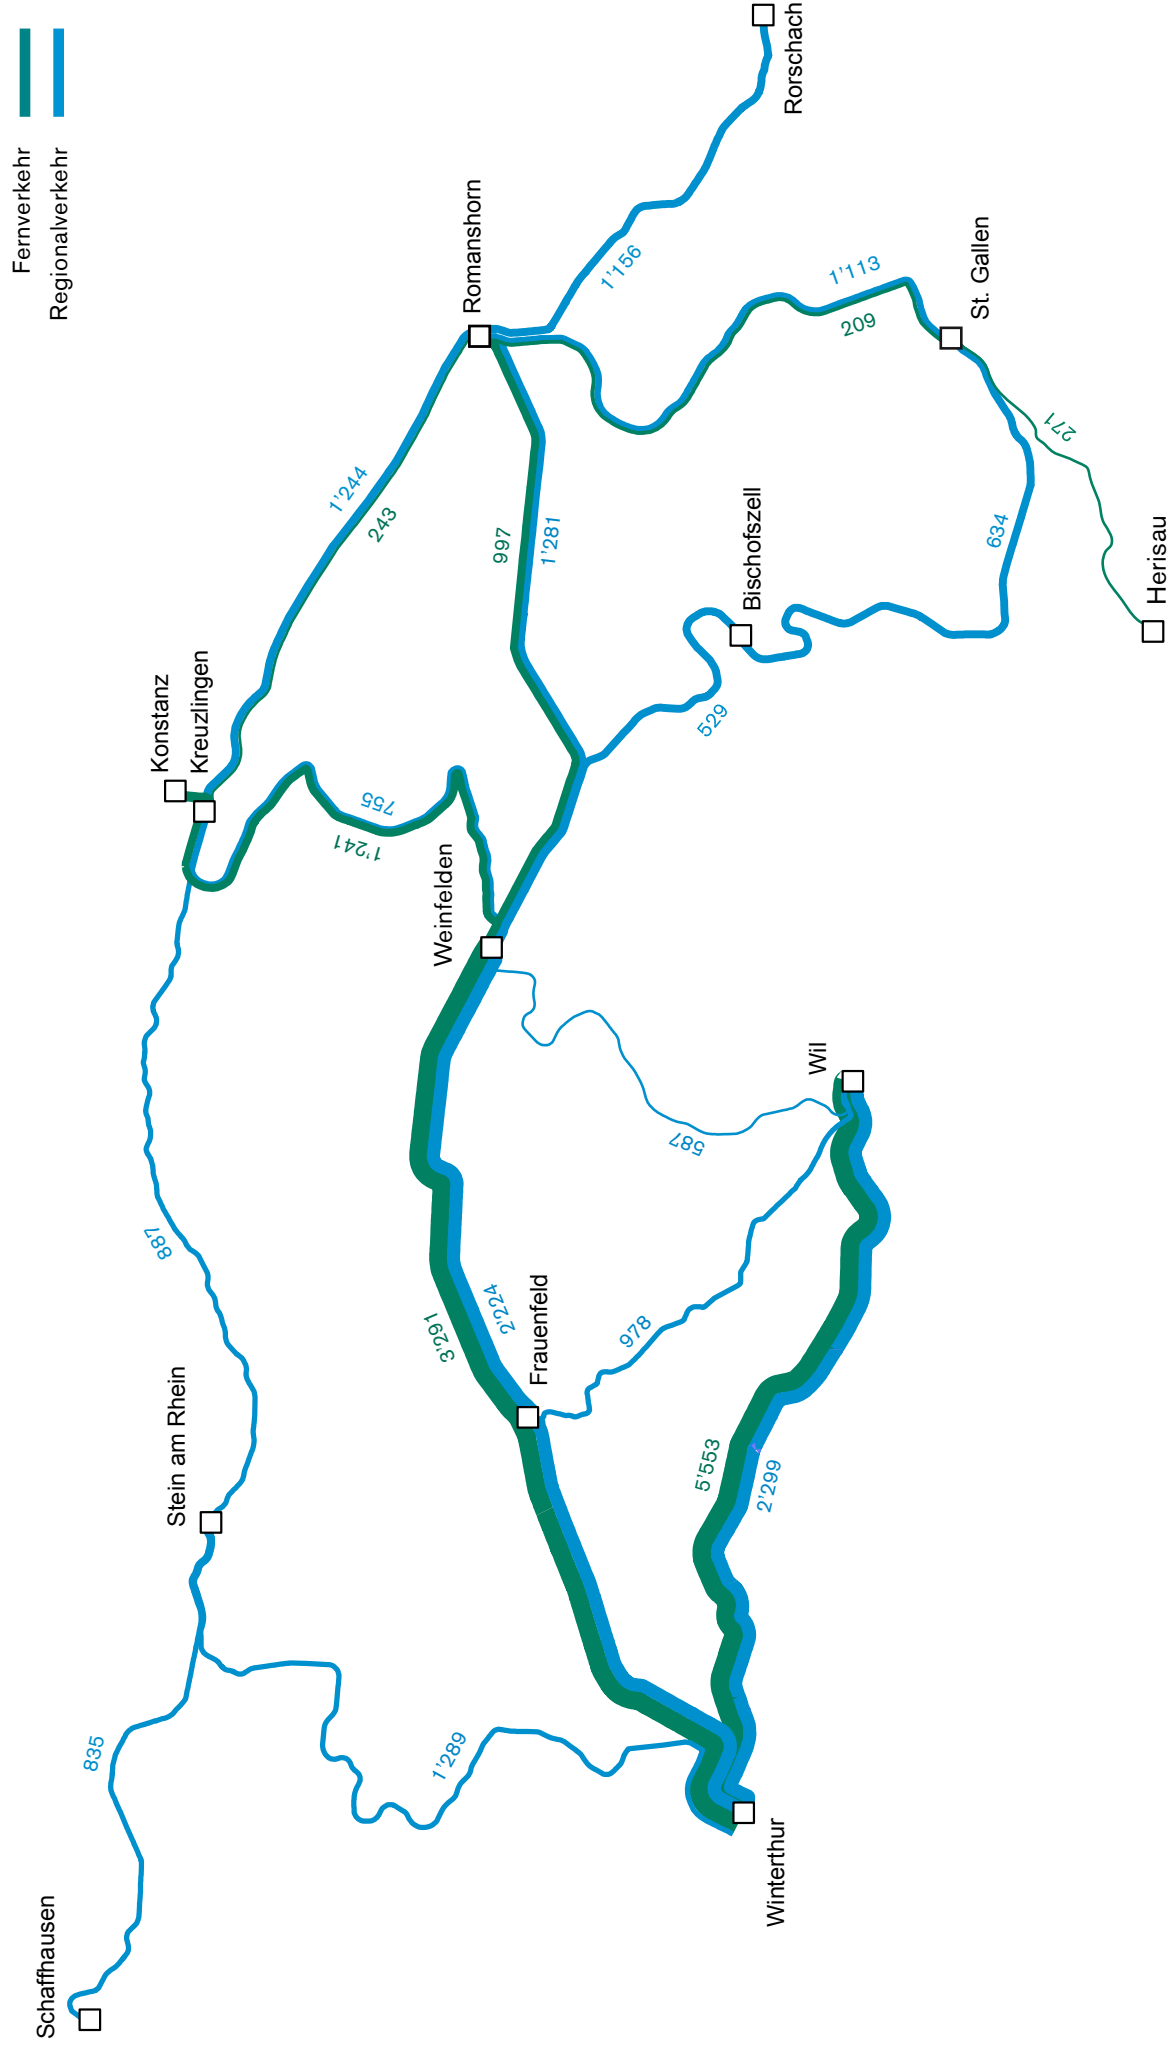 Fernverkehr
Regionalverkehr
Schaffhausen
835
Stein am Rhein
887
Konstanz
Kreuzlingen
1'244
243
Romanshorn
1'156
Rorschach
1'289
3'291
2'224
Frauenfeld
Weinfelden
1'241
755
997
1'281
529
Bischofszell
1'113
209
St. Gallen
634
271
Herisau
978
587
Wil
5'553
2'299
Winterthur